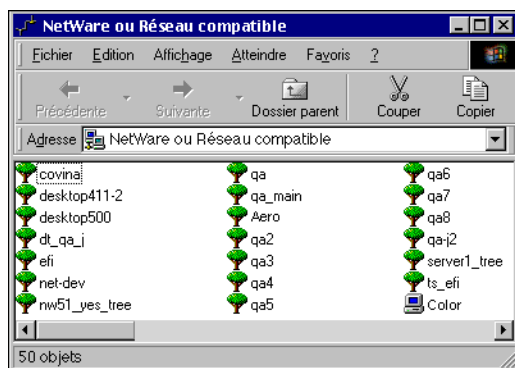 NetWare ou Réseau compatible
Fichier Edition Affichage Atteindre Favoris ?
Précédente Suivante Dossier parent Couper Copier
Adresse NetWare ou Réseau compatible
covina qa qa6
desktop411-2 qa_main qa7
desktop500 Aero qa8
dt_qa_j qa2 qa-j2
efi qa3 server1_tree
net-dev qa4 ts_efi
nw51_yes_tree qa5 Color
50 objets